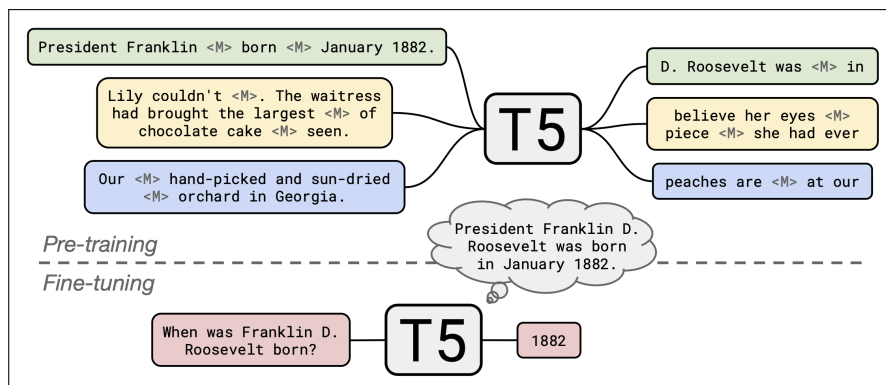 President Franklin <M> born <M> January 1882.
D. Roosevelt was <M> in
Lily couldn't <M>. The waitress
had brought the largest <M> of
chocolate cake <M> seen.
believe her eyes <M>
piece <M> she had ever
T5
Our <M> hand-picked and sun-dried
<M> orchard in Georgia.
peaches are <M> at our
President Franklin D.
Roosevelt was born
in January 1882.
Pre-training
Fine-tuning
When was Franklin D.
Roosevelt born?
T5
1882